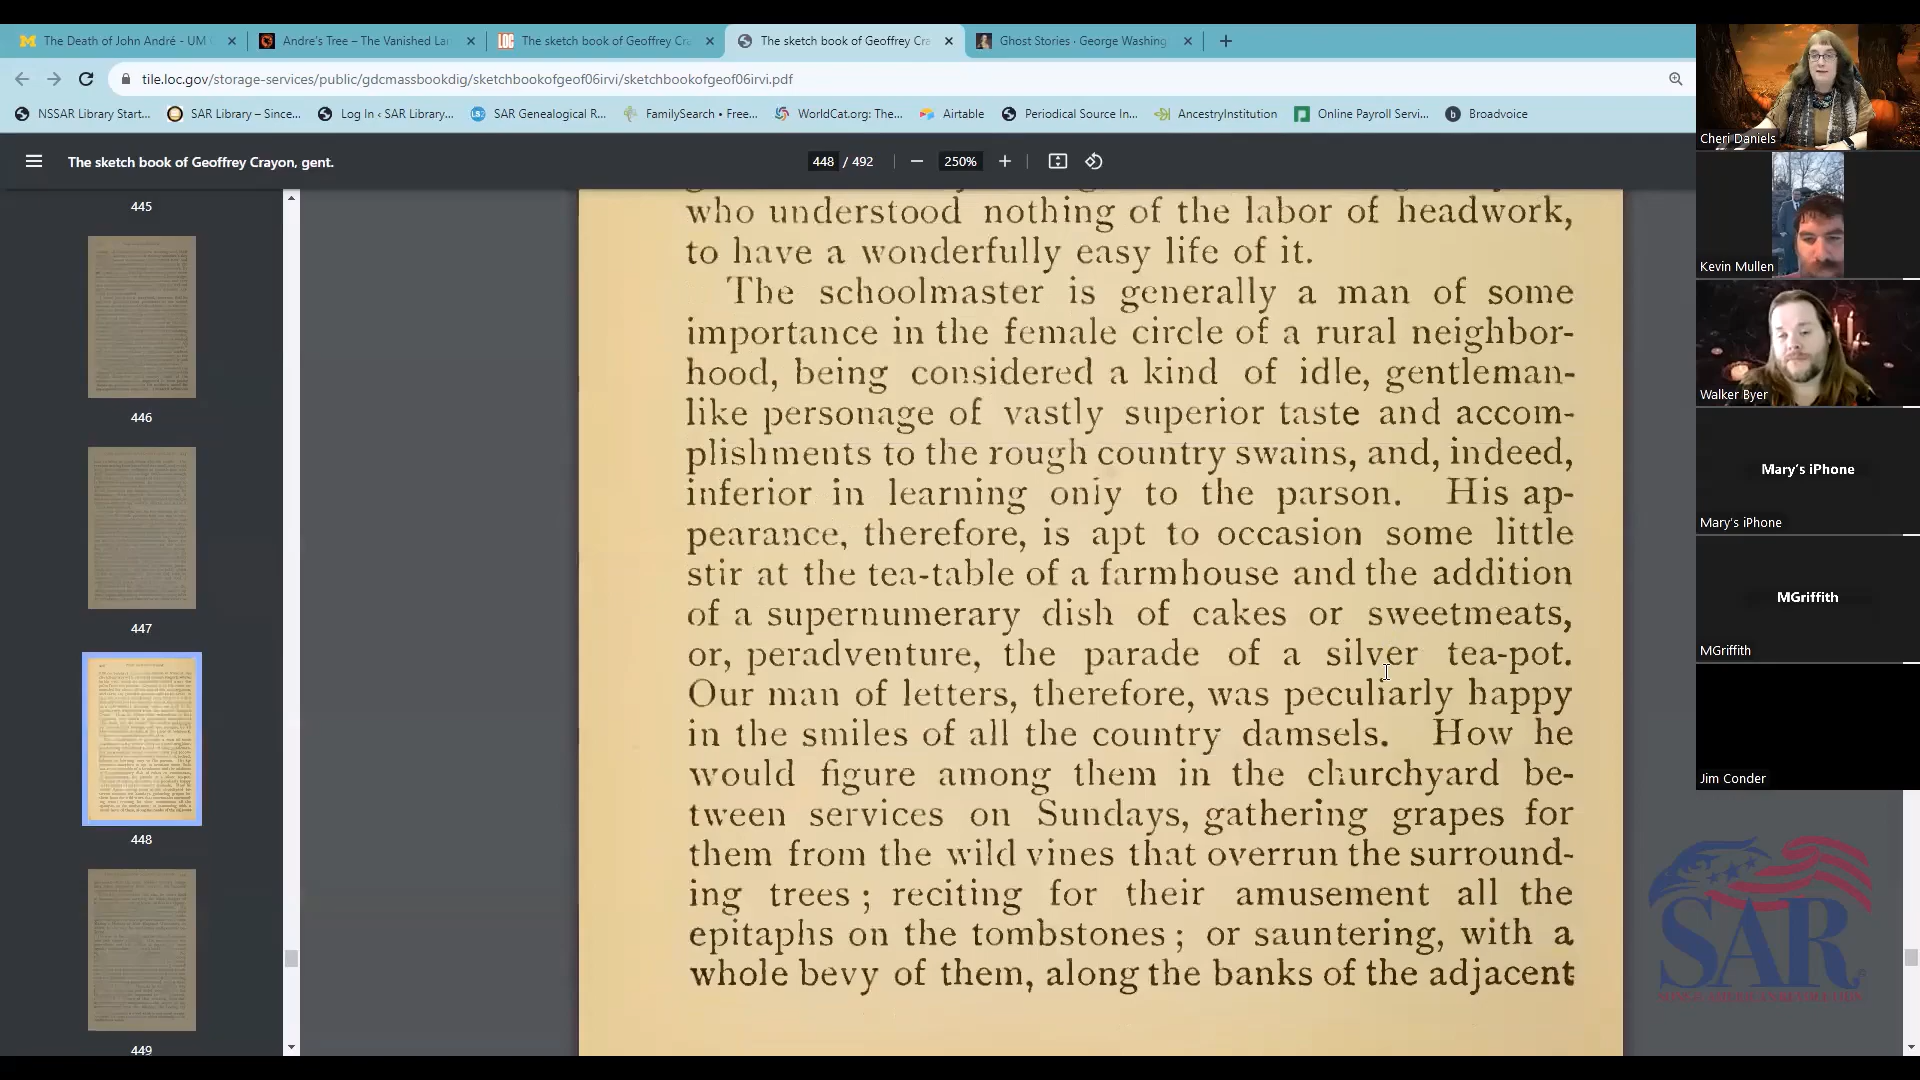 The Death of John André - UM
Andre's Tree – The Vanished La
LOC
The sketch book of Geoffrey Cra
The sketch book of Geoffrey Cra
Ghost Stories · George Washing
tile.loc.gov/storage-services/public/gdcmassbookdig/sketchbookofgeof06irvi/sketchbookofgeof06irvi.pdf
NSSAR Library Start...
SAR Library – Since...
Log In ‹ SAR Library...
SAR Genealogical R...
FamilySearch • Free...
WorldCat.org: The...
Airtable
Periodical Source In...
AncestryInstitution
Online Payroll Servi...
Broadvoice
The sketch book of Geoffrey Crayon, gent.
448 / 492
250%
445
446
447
448
449
who understood nothing of the labor of headwork,
to have a wonderfully easy life of it.
The schoolmaster is generally a man of some
importance in the female circle of a rural neighbor-
hood, being considered a kind of idle, gentleman-
like personage of vastly superior taste and accom-
plishments to the rough country swains, and, indeed,
inferior in learning only to the parson. His ap-
pearance, therefore, is apt to occasion some little
stir at the tea-table of a farmhouse and the addition
of a supernumerary dish of cakes or sweetmeats,
or, peradventure, the parade of a silver tea-pot.
Our man of letters, therefore, was peculiarly happy
in the smiles of all the country damsels. How he
would figure among them in the churchyard be-
tween services on Sundays, gathering grapes for
them from the wild vines that overrun the surround-
ing trees ; reciting for their amusement all the
epitaphs on the tombstones ; or sauntering, with a
whole bevy of them, along the banks of the adjacent
Cheri Daniels
Kevin Mullen
Walker Byer
Mary's iPhone
Mary's iPhone
MGriffith
MGriffith
Jim Conder
SAR